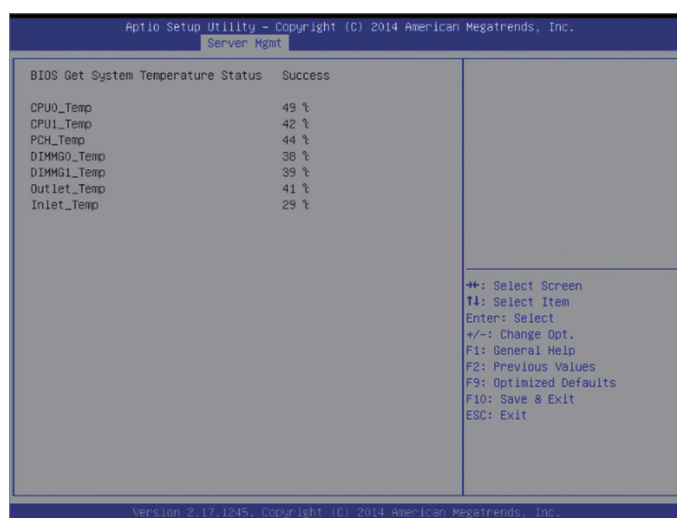 Aptio Setup Utility – Copyright (C) 2014 American Megatrends, Inc.
Server Mgmt
BIOS Get System Temperature Status Success
CPU0_Temp 49 ℃
CPU1_Temp 42 ℃
PCH_Temp 44 ℃
DIMMG0_Temp 38 ℃
DIMMG1_Temp 39 ℃
Outlet_Temp 41 ℃
Inlet_Temp 29 ℃
→←: Select Screen
↑↓: Select Item
Enter: Select
+/-: Change Opt.
F1: General Help
F2: Previous Values
F9: Optimized Defaults
F10: Save & Exit
ESC: Exit
Version 2.17.1245. Copyright (C) 2014 American Megatrends, Inc.